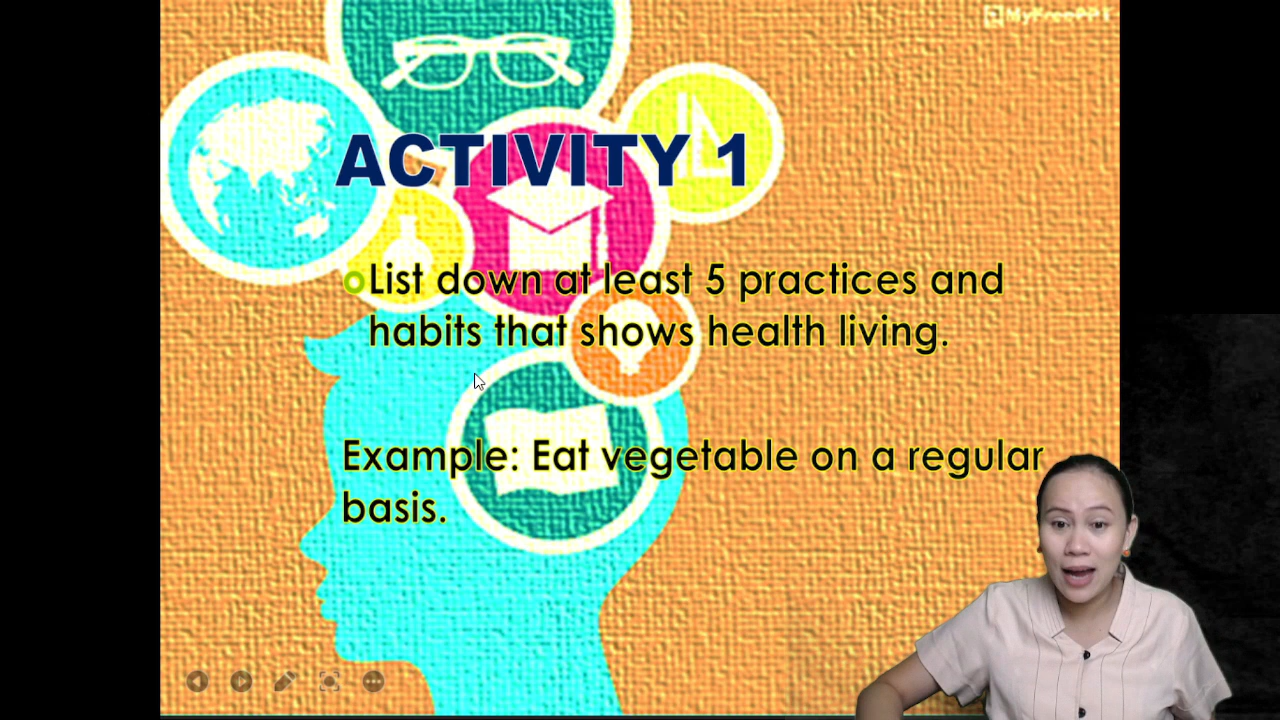 MyFreePPT
ACTIVITY 1
List down at least 5 practices and
habits that shows health living.
Example: Eat vegetable on a regular
basis.